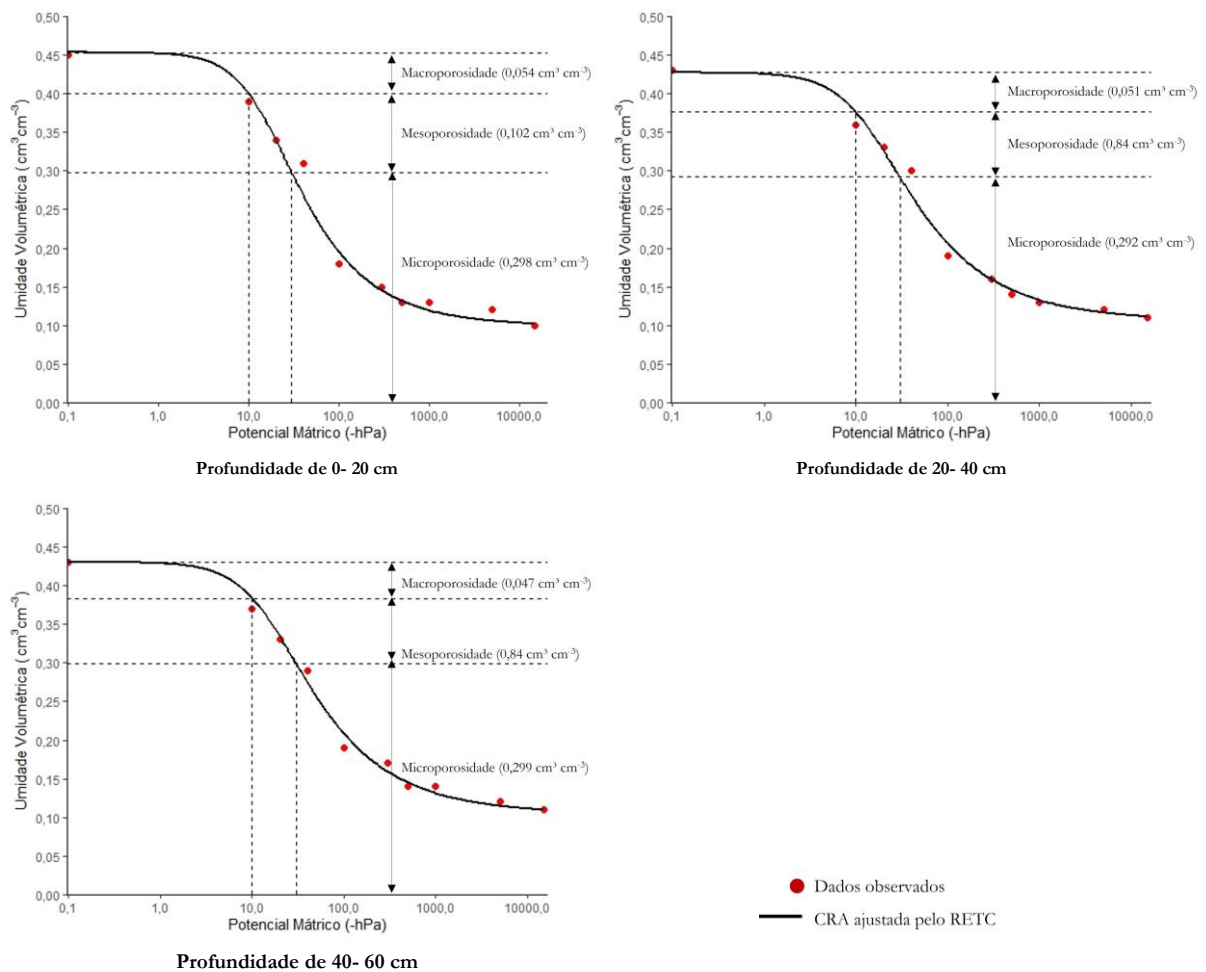 0,50
0,45
0,40
0,35
0,30
0,25
0,20
0,15
0,10
0,05
0,00
Umidade Volumétrica ( cm³ cm⁻³)
Macroporosidade (0,054 cm³ cm⁻³)
Mesoporosidade (0,102 cm³ cm⁻³)
Microporosidade (0,298 cm³ cm⁻³)
0,1 1,0 10,0 100,0 1000,0 10000,0
Potencial Mátrico (-hPa)
Profundidade de 0- 20 cm
0,50
0,45
0,40
0,35
0,30
0,25
0,20
0,15
0,10
0,05
0,00
Umidade Volumétrica ( cm³ cm⁻³)
Macroporosidade (0,051 cm³ cm⁻³)
Mesoporosidade (0,84 cm³ cm⁻³)
Microporosidade (0,292 cm³ cm⁻³)
0,1 1,0 10,0 100,0 1000,0 10000,0
Potencial Mátrico (-hPa)
Profundidade de 20- 40 cm
0,50
0,45
0,40
0,35
0,30
0,25
0,20
0,15
0,10
0,05
0,00
Umidade Volumétrica ( cm³ cm⁻³)
Macroporosidade (0,047 cm³ cm⁻³)
Mesoporosidade (0,84 cm³ cm⁻³)
Microporosidade (0,299 cm³ cm⁻³)
0,1 1,0 10,0 100,0 1000,0 10000,0
Potencial Mátrico (-hPa)
Profundidade de 40- 60 cm
Dados observados
CRA ajustada pelo RETC